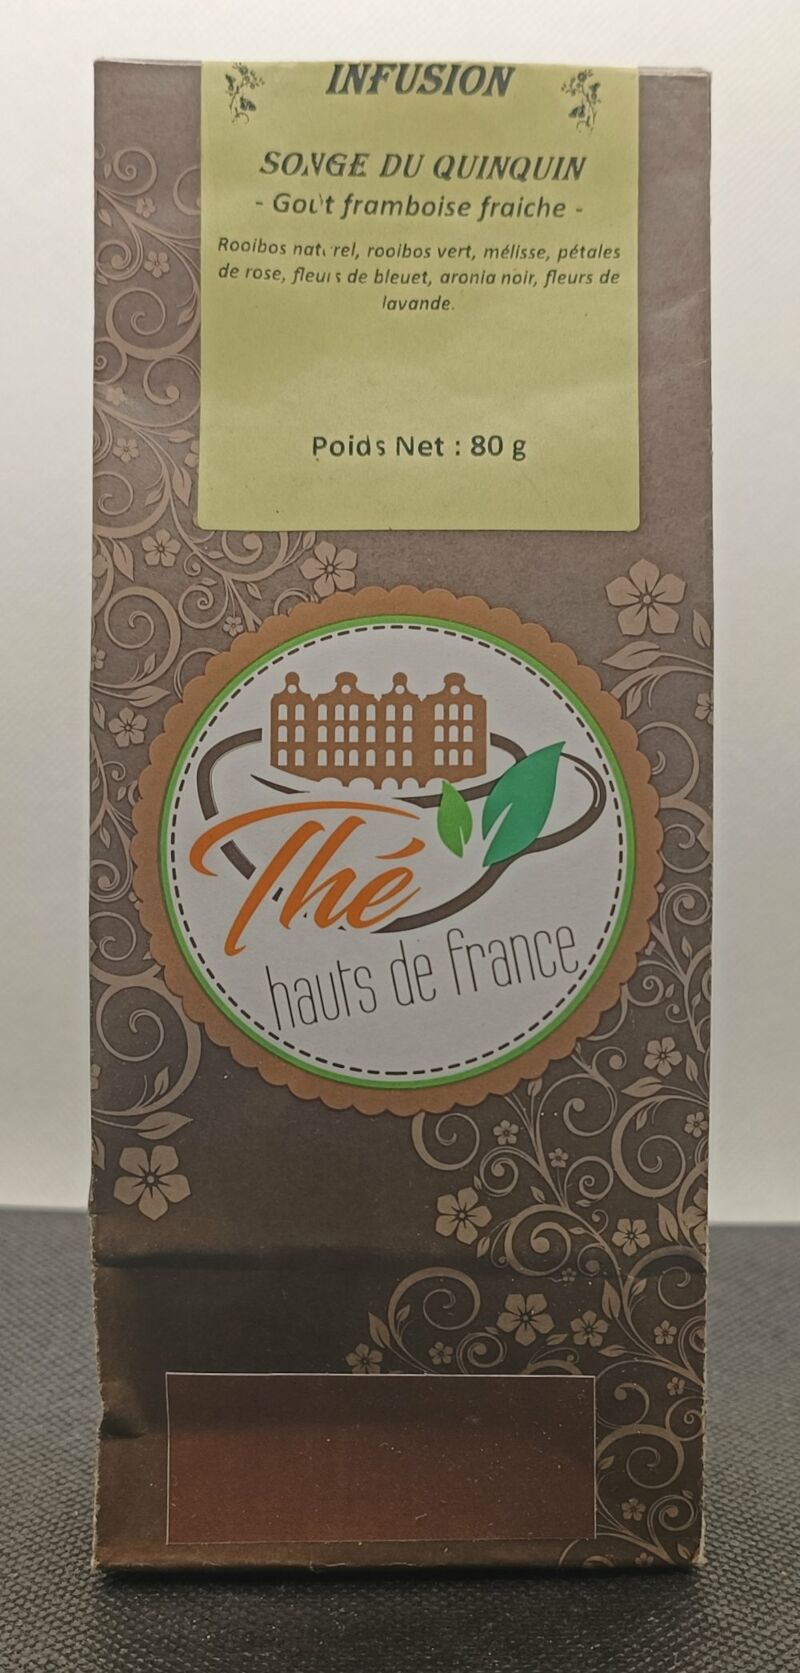 INFUSION
SONGE DU QUINQUIN
- Goût framboise fraiche -
Rooibos naturel, rooibos vert, mélisse, pétales
de rose, fleurs de bleuet, aronia noir, fleurs de
lavande.
Poids Net : 80 g
Thé
hauts de france